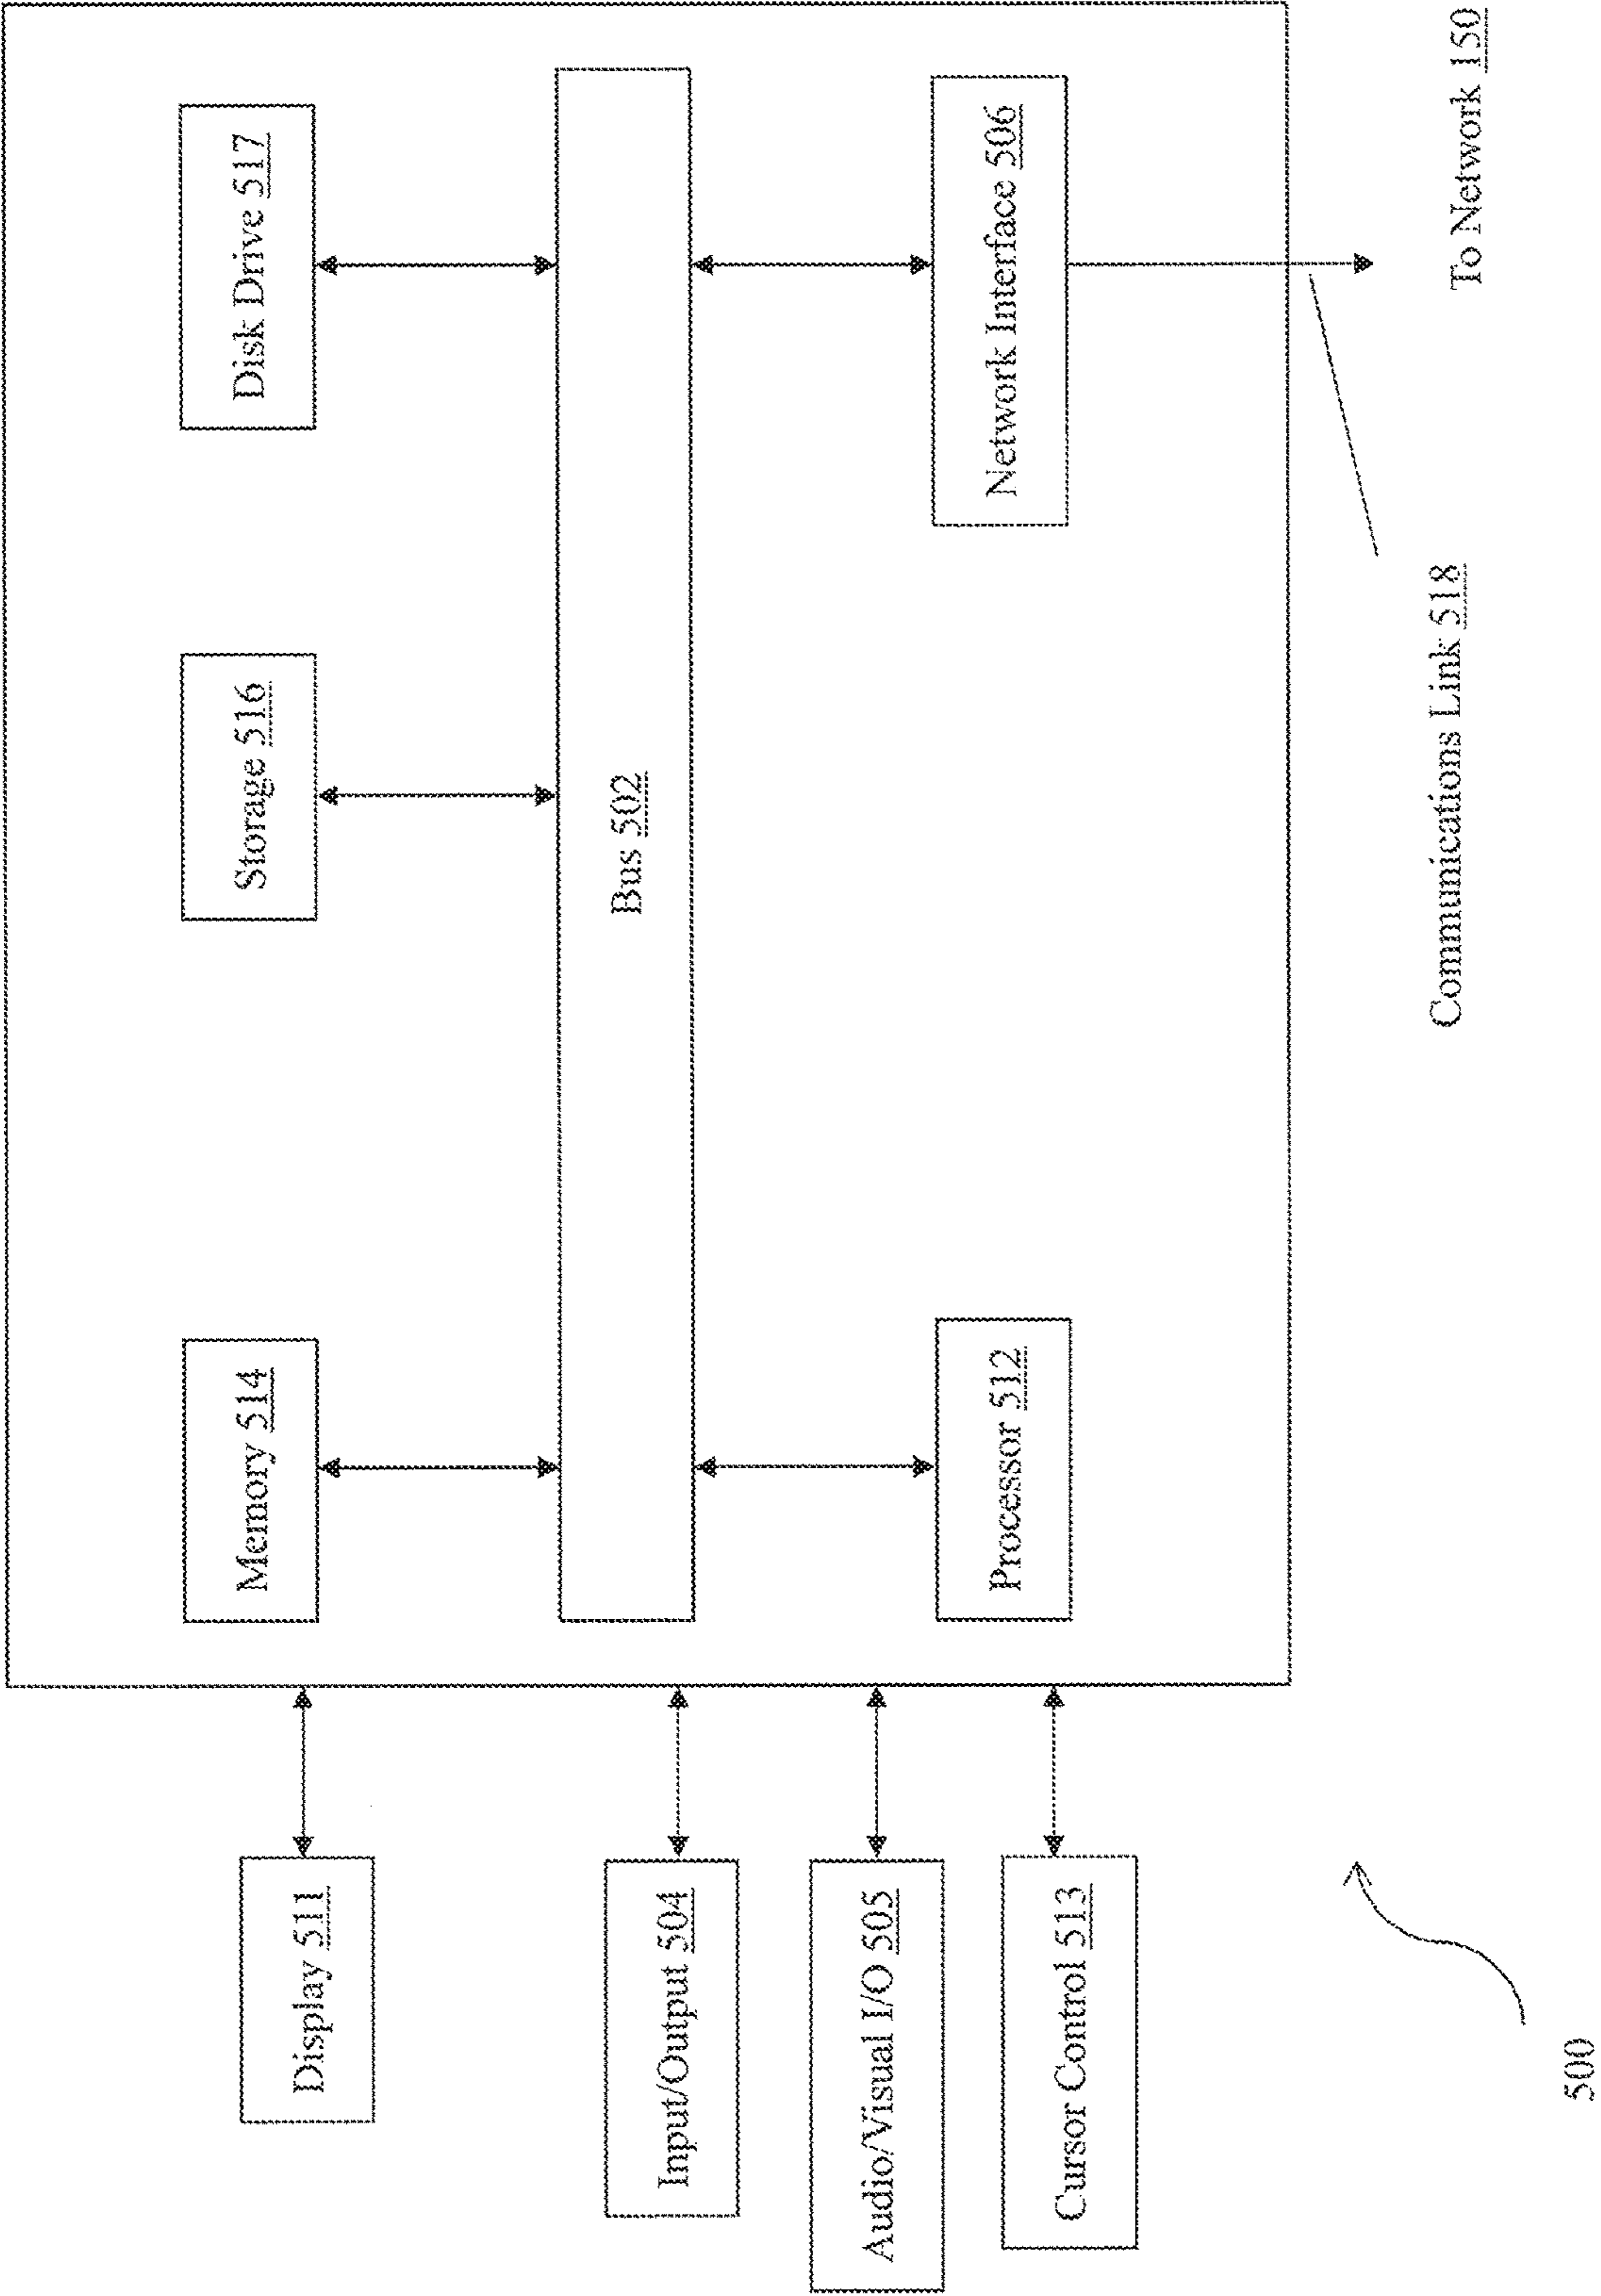 Display 511
Memory 514
Storage 516
Disk Drive 517
Input/Output 504
Bus 502
Audio/Visual I/O 505
Cursor Control 513
Processor 512
Network Interface 506
Communications Link 518
To Network 150
500